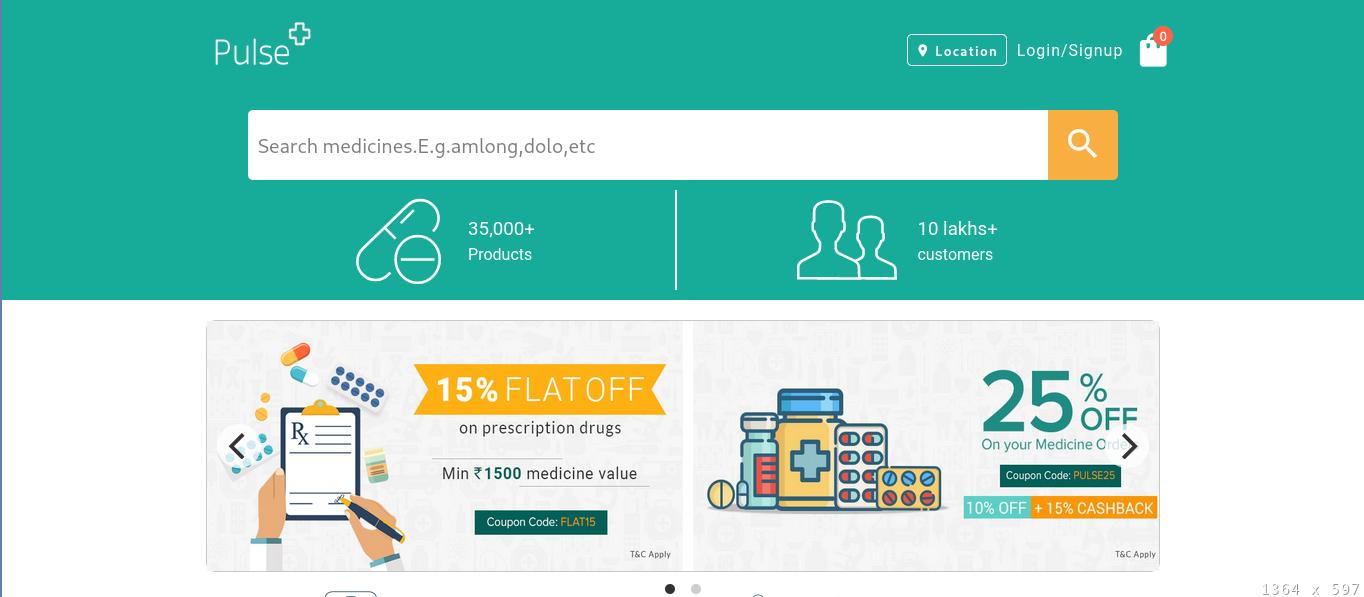 Pulse
Location
Login/Signup
0
Search medicines.E.g.amlong,dolo,etc
35,000+
Products
10 lakhs+
customers
Rx
15% FLAT OFF
on prescription drugs
Min ₹1500 medicine value
Coupon Code: FLAT15
T&C Apply
25% OFF
On your Medicine Orde
Coupon Code: PULSE25
10% OFF + 15% CASHBACK
T&C Apply
1364 x 597